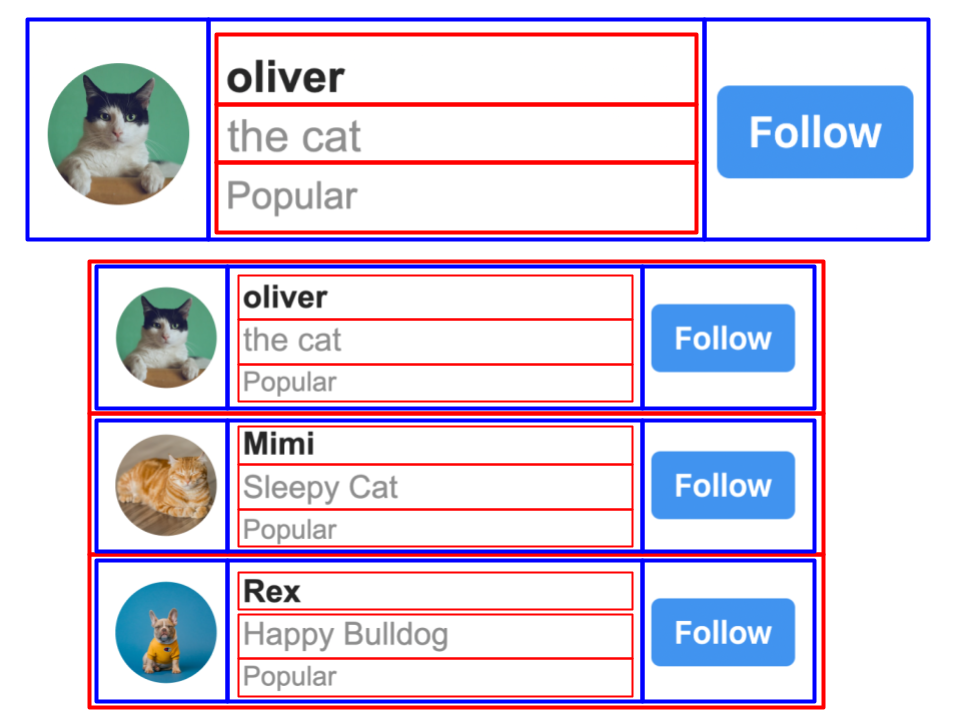 oliver
the cat
Popular
Follow
oliver
the cat
Popular
Follow
Mimi
Sleepy Cat
Popular
Follow
Rex
Happy Bulldog
Popular
Follow